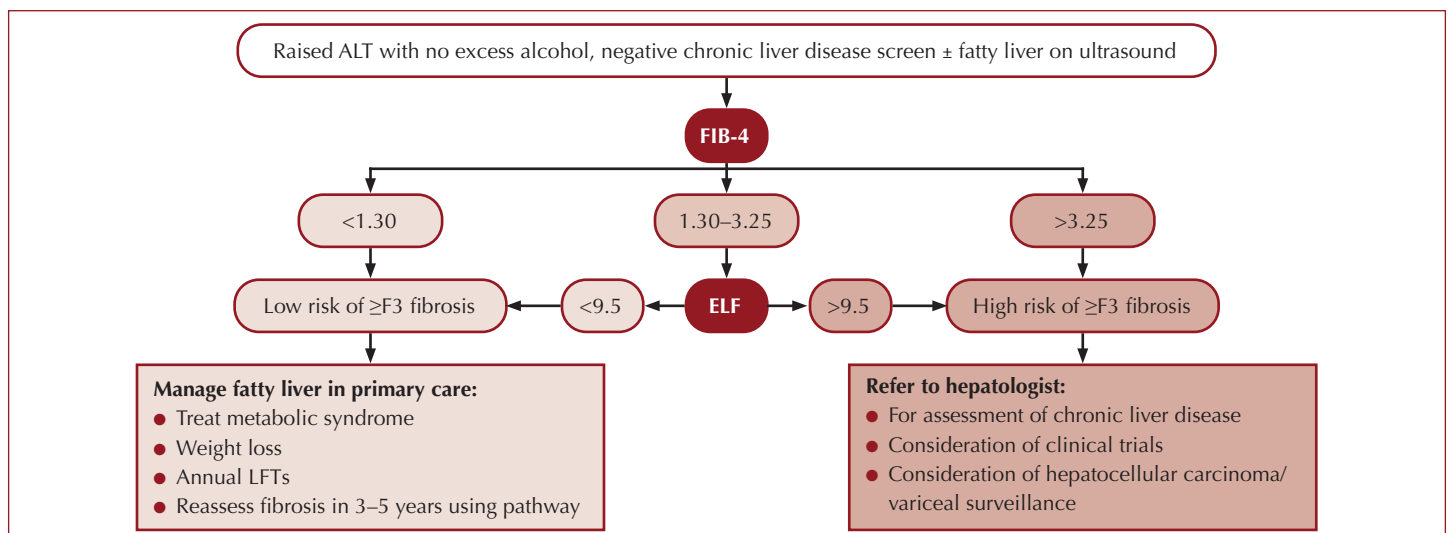 Raised ALT with no excess alcohol, negative chronic liver disease screen ± fatty liver on ultrasound
FIB-4
<1.30
1.30–3.25
>3.25
Low risk of ≥F3 fibrosis
<9.5
ELF
>9.5
High risk of ≥F3 fibrosis
Manage fatty liver in primary care:
● Treat metabolic syndrome
● Weight loss
● Annual LFTs
● Reassess fibrosis in 3–5 years using pathway
Refer to hepatologist:
● For assessment of chronic liver disease
● Consideration of clinical trials
● Consideration of hepatocellular carcinoma/
variceal surveillance